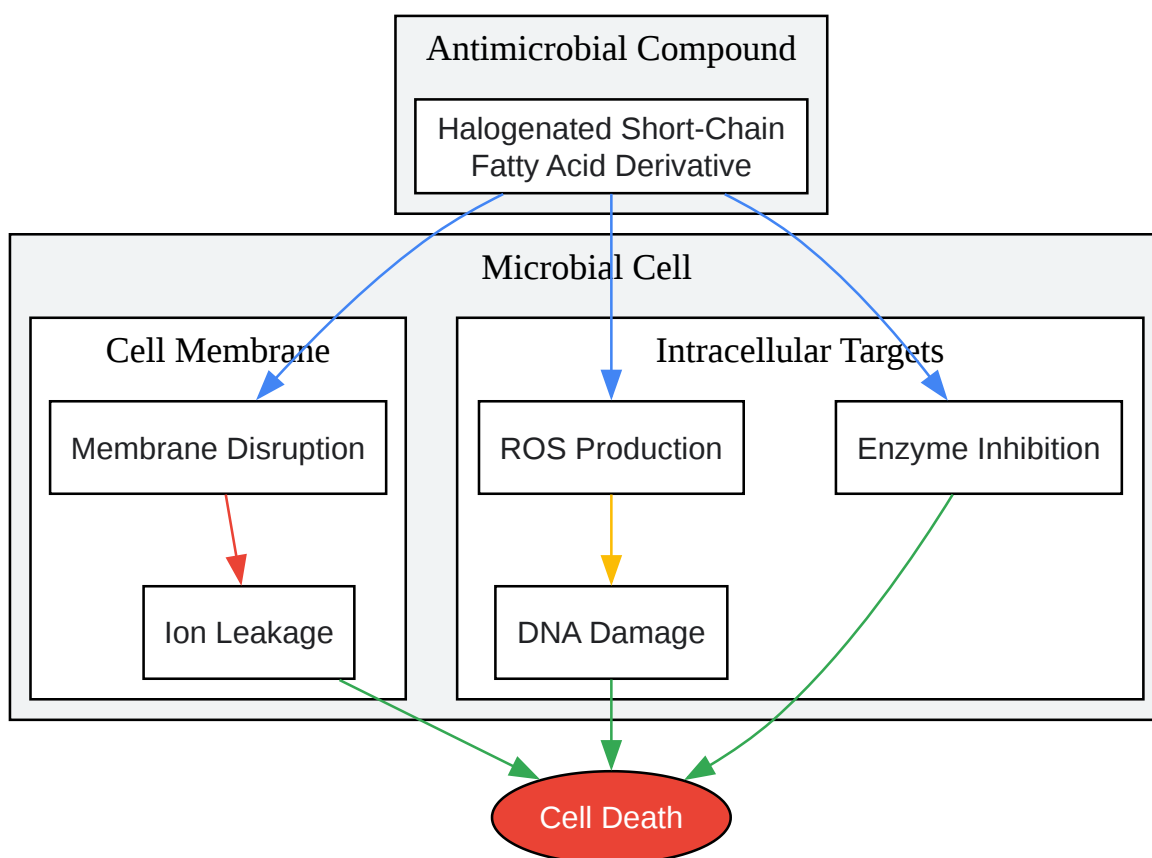 Antimicrobial Compound
Halogenated Short-Chain
Fatty Acid Derivative
Microbial Cell
Cell Membrane
Intracellular Targets
Membrane Disruption
ROS Production
Enzyme Inhibition
Ion Leakage
DNA Damage
Cell Death